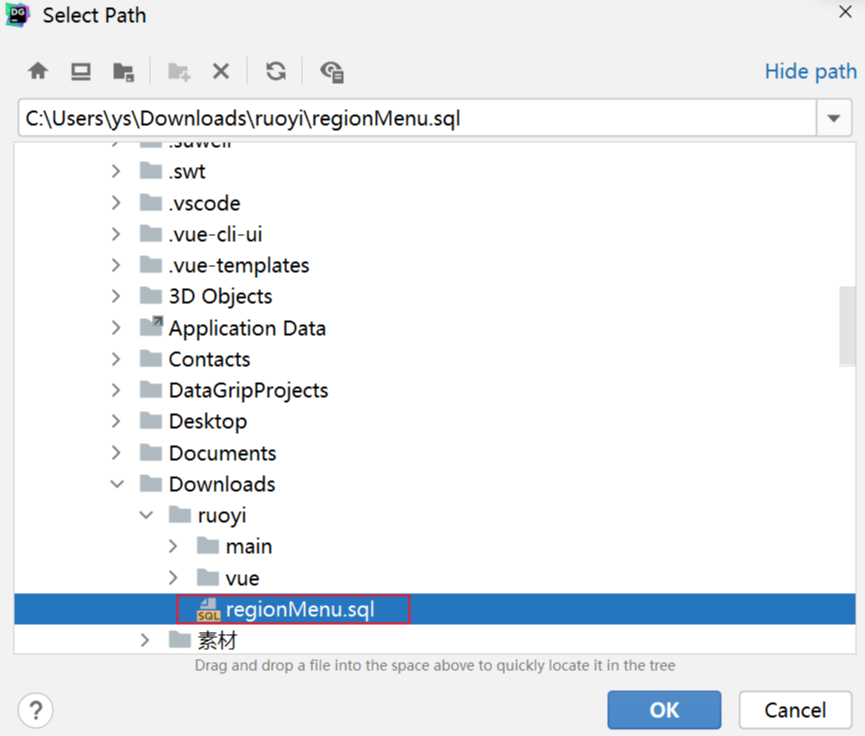 DG
Select Path
Hide path
C:\Users\ys\Downloads\ruoyi\regionMenu.sql
.swt
.vscode
.vue-cli-ui
.vue-templates
3D Objects
Application Data
Contacts
DataGripProjects
Desktop
Documents
Downloads
ruoyi
main
vue
SQL regionMenu.sql
素材
Drag and drop a file into the space above to quickly locate it in the tree
? OK Cancel